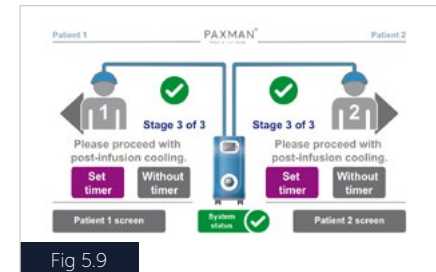 Patient 1
PAXMAN
Patient 2
1
2
Stage 3 of 3
Stage 3 of 3
Please proceed with
post-infusion cooling.
Please proceed with
post-infusion cooling.
Set
timer
Without
timer
Set
timer
Without
timer
Patient 1 screen
System
status
Patient 2 screen
Fig 5.9